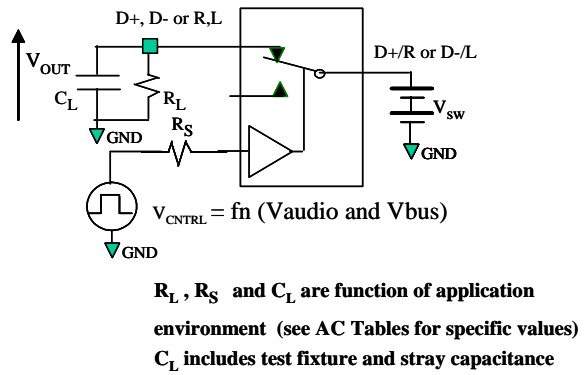 D+, D- or R,L
D+/R or D-/L
V_OUT
C_L
R_L
V_sw
GND
R_S
GND
V_CNTRL = fn (Vaudio and Vbus)
GND
R_L , R_S and C_L are function of application
environment (see AC Tables for specific values)
C_L includes test fixture and stray capacitance